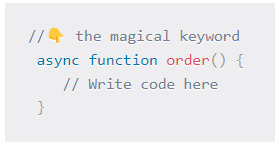 //👇 the magical keyword
async function order() {
// Write code here
}